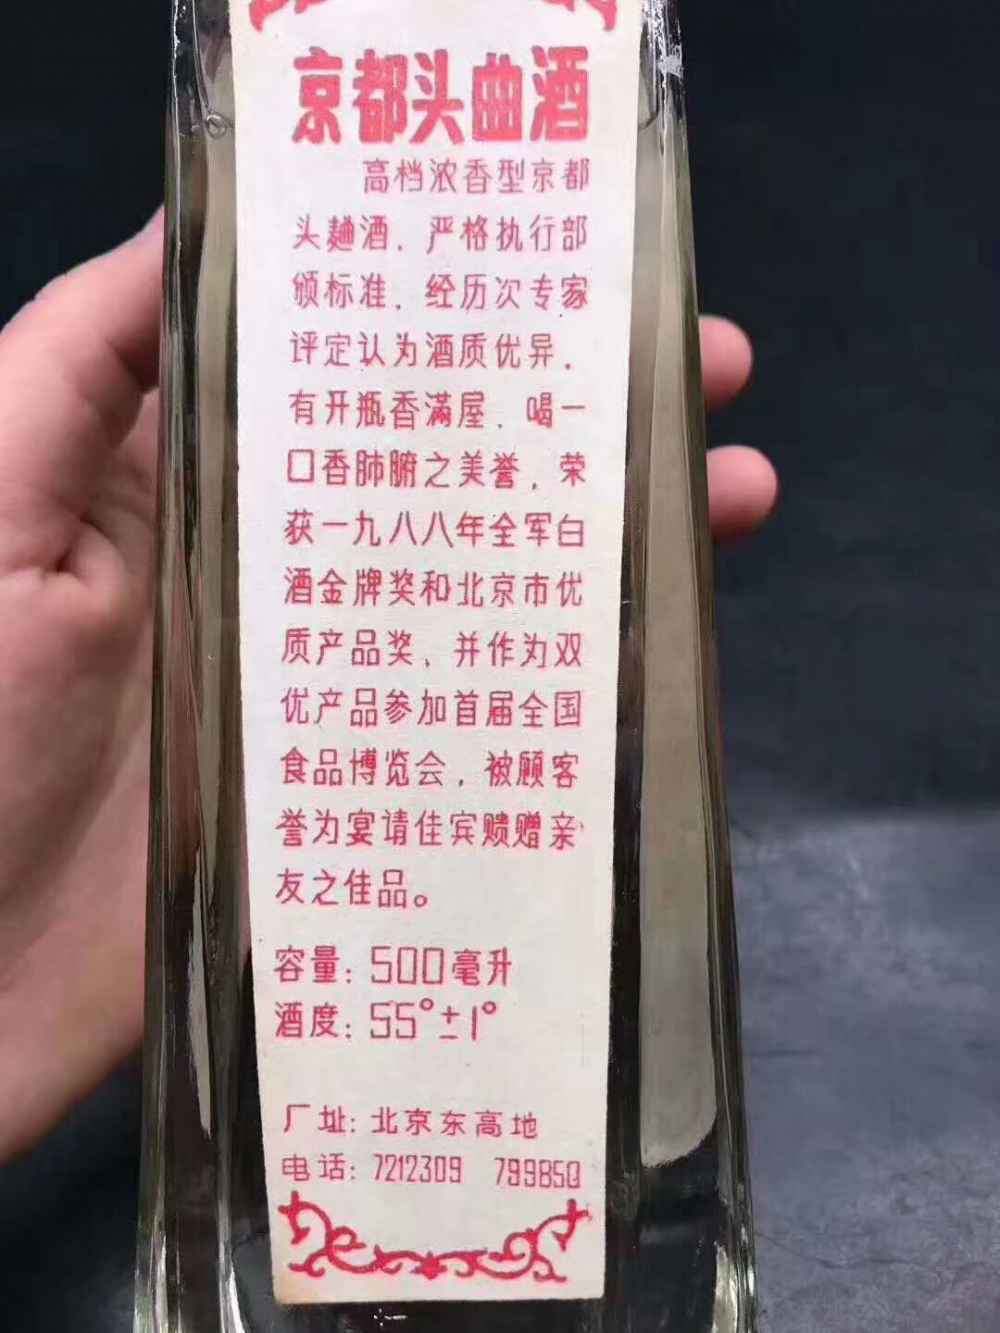 京都头曲酒
高档浓香型京都
头麯酒，严格执行部
颁标准，经历次专家
评定认为酒质优异，
有开瓶香满屋，喝一
口香肺腑之美誉，荣
获一九八八年全军白
酒金牌奖和北京市优
质产品奖，并作为双
优产品参加首届全国
食品博览会，被顾客
誉为宴请佳宾赎赠亲
友之佳品。
容量：500毫升
酒度：55°±1°
厂址：北京东高地
电话：7212309 799850